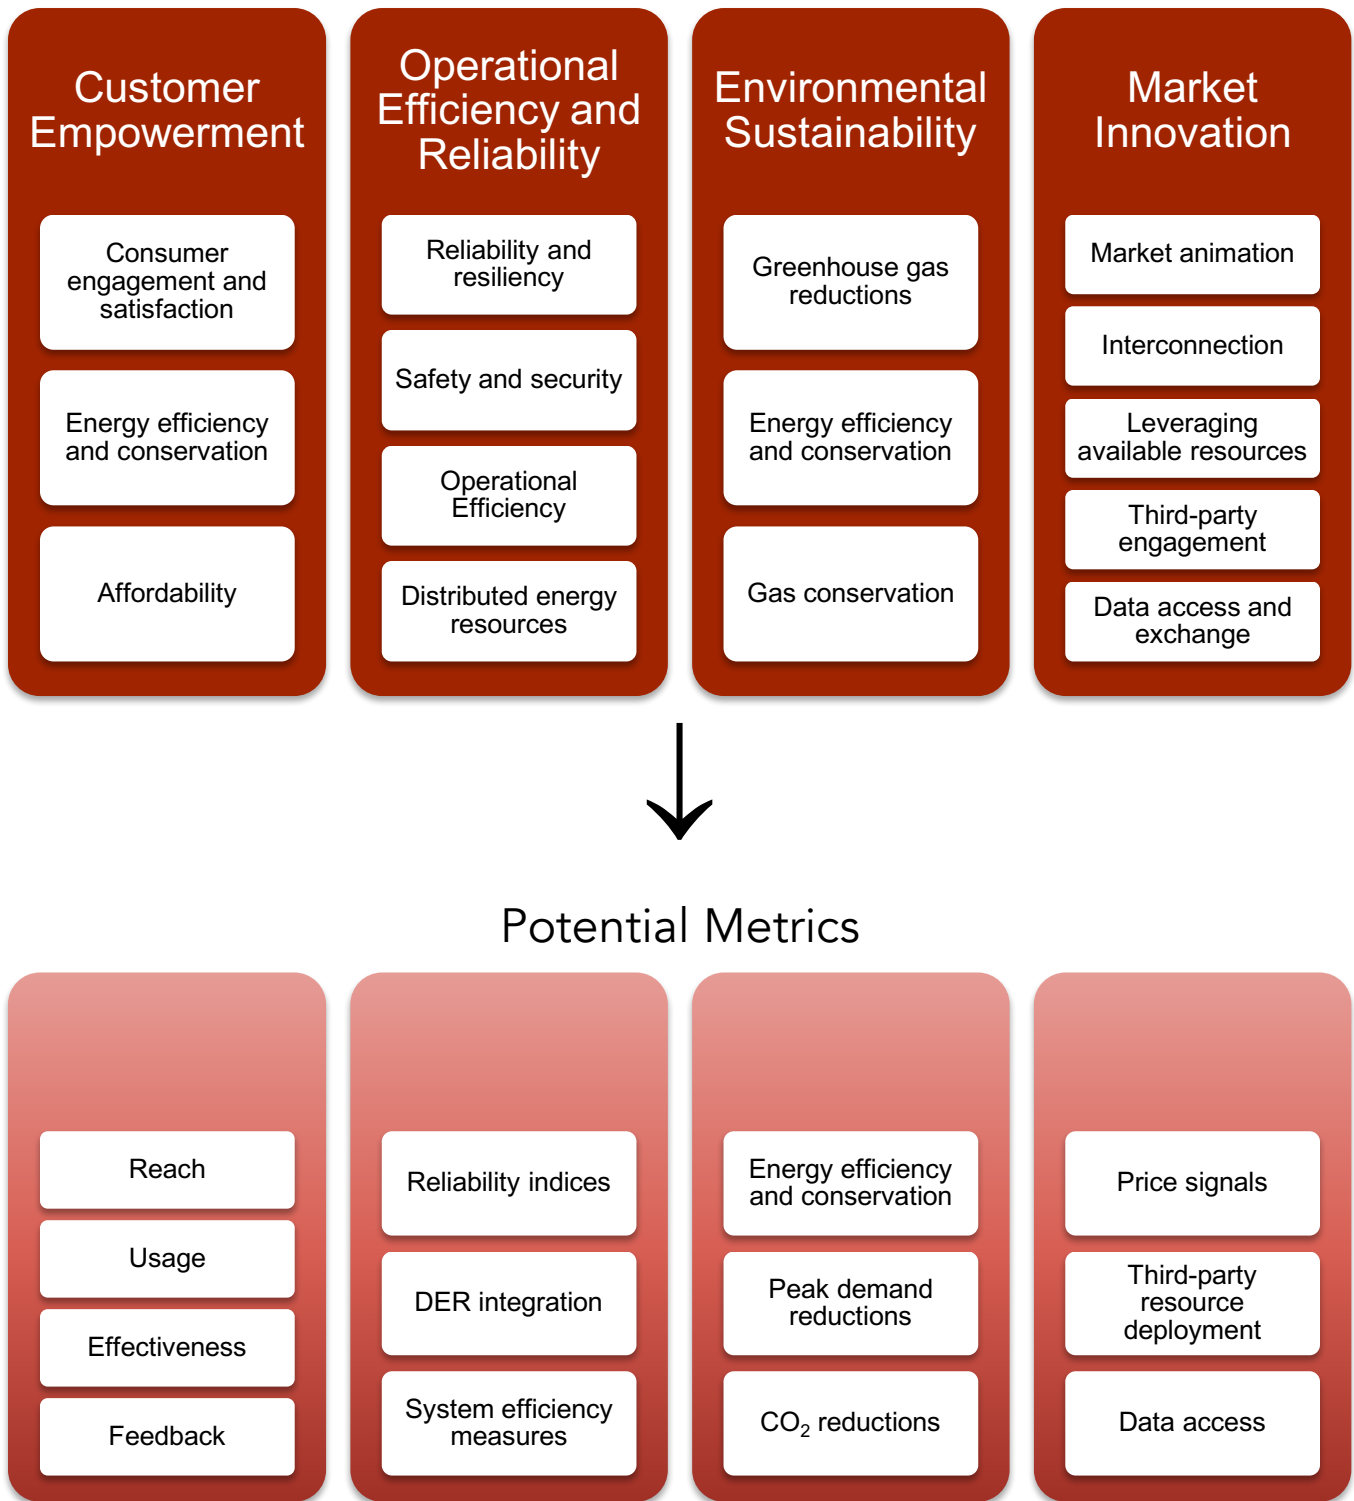 Customer
Empowerment
Consumer
engagement and
satisfaction
Energy efficiency
and conservation
Affordability
Operational
Efficiency and
Reliability
Reliability and
resiliency
Safety and security
Operational
Efficiency
Distributed energy
resources
Environmental
Sustainability
Greenhouse gas
reductions
Energy efficiency
and conservation
Gas conservation
Market
Innovation
Market animation
Interconnection
Leveraging
available resources
Third-party
engagement
Data access and
exchange
Potential Metrics
Reach
Usage
Effectiveness
Feedback
Reliability indices
DER integration
System efficiency
measures
Energy efficiency
and conservation
Peak demand
reductions
CO₂ reductions
Price signals
Third-party
resource
deployment
Data access